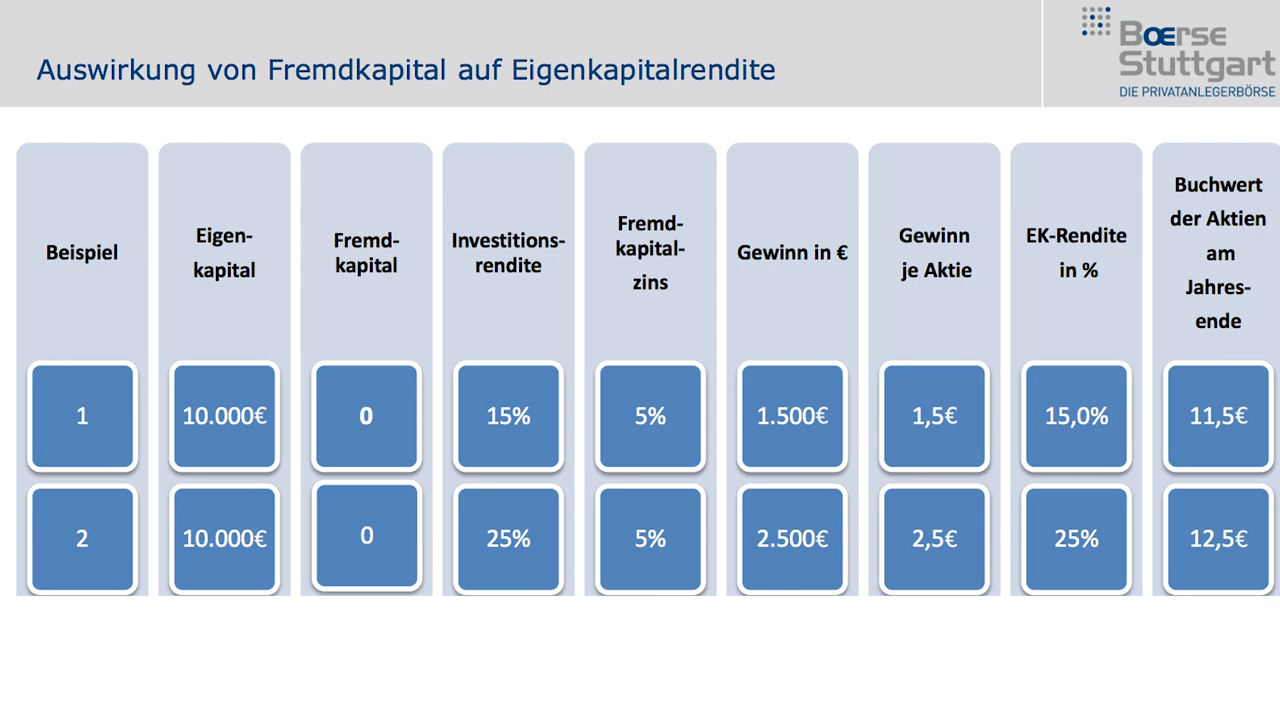 Auswirkung von Fremdkapital auf Eigenkapitalrendite
Bœrse
Stuttgart
DIE PRIVATANLEGERBÖRSE
Beispiel
Eigen-
kapital
Fremd-
kapital
Investitions-
rendite
Fremd-
kapital-
zins
Gewinn in €
Gewinn
je Aktie
EK-Rendite
in %
Buchwert
der Aktien
am
Jahres-
ende
1
10.000€
0
15%
5%
1.500€
1,5€
15,0%
11,5€
2
10.000€
0
25%
5%
2.500€
2,5€
25%
12,5€